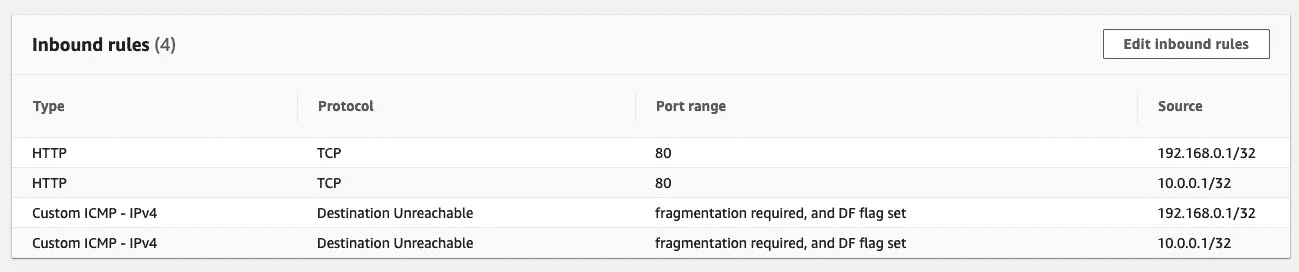 Inbound rules (4) Edit inbound rules
Type Protocol Port range Source
HTTP TCP 80 192.168.0.1/32
HTTP TCP 80 10.0.0.1/32
Custom ICMP - IPv4 Destination Unreachable fragmentation required, and DF flag set 192.168.0.1/32
Custom ICMP - IPv4 Destination Unreachable fragmentation required, and DF flag set 10.0.0.1/32